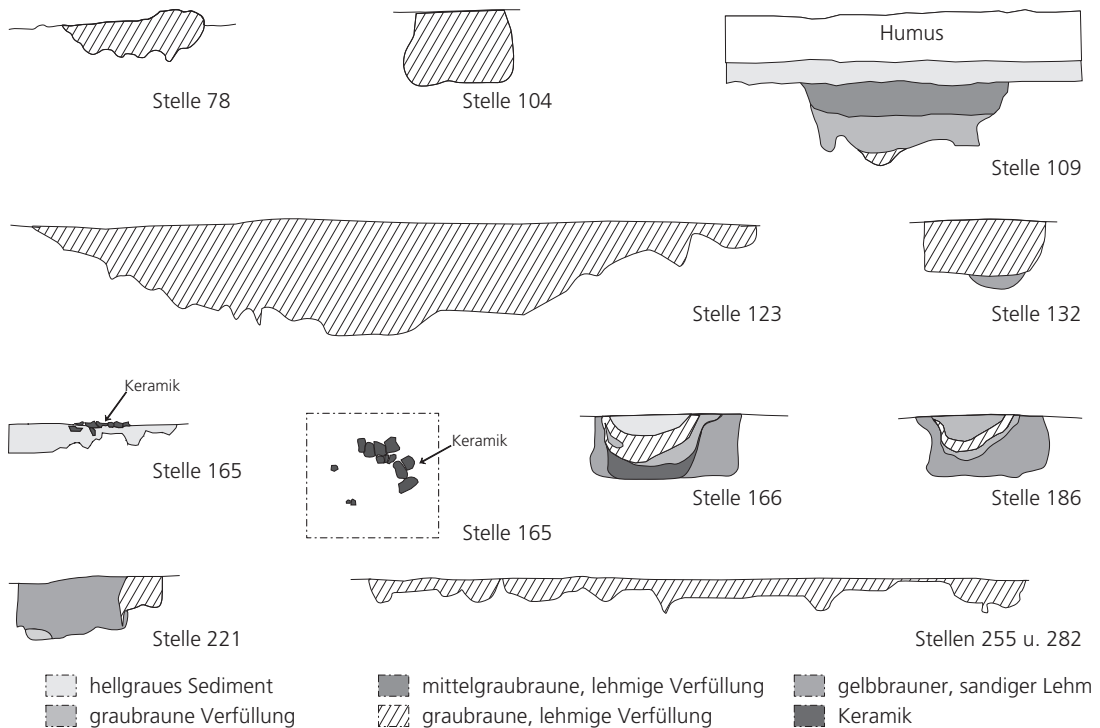 Stelle 78
Stelle 104
Humus
Stelle 109
Stelle 123
Stelle 132
Keramik
Stelle 165
Keramik
Stelle 165
Stelle 166
Stelle 186
Stelle 221
Stellen 255 u. 282
hellgraues Sediment
mittelgraubraune, lehmige Verfüllung
gelbbrauner, sandiger Lehm
graubraune Verfüllung
graubraune, lehmige Verfüllung
Keramik